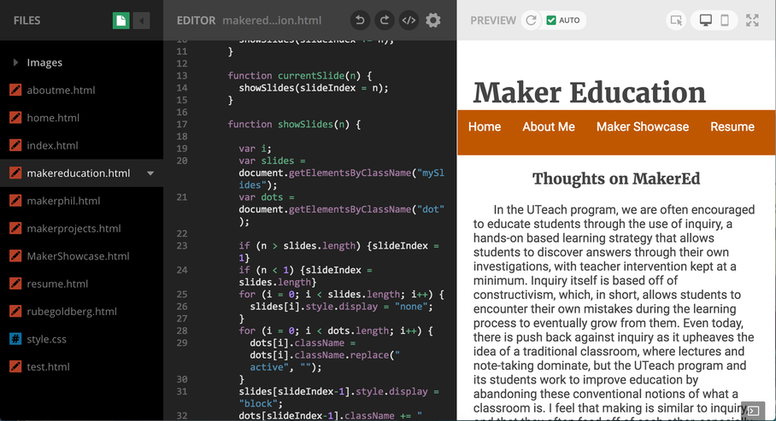 FILES
Images
aboutme.html
home.html
index.html
makereducation.html
makerphil.html
makerprojects.html
MakerShowcase.html
resume.html
rubegoldberg.html
style.css
test.html
EDITOR makered...ion.html
10 showSlides(slideIndex += n);
11 }
12
13 function currentSlide(n) {
14 showSlides(slideIndex = n);
15 }
16
17 function showSlides(n) {
18
19 var i;
20 var slides =
document.getElementsByClassName("mySl
ides");
21 var dots =
document.getElementsByClassName("dot"
);
22
23 if (n > slides.length) {slideIndex =
1}
24 if (n < 1) {slideIndex =
slides.length}
25 for (i = 0; i < slides.length; i++) {
26 slides[i].style.display = "none";
27 }
28 for (i = 0; i < dots.length; i++) {
29 dots[i].className =
dots[i].className.replace("
active", "");
30 }
31 slides[slideIndex-1].style.display =
"block";
32 dots[slideIndex-1].className += "
PREVIEW AUTO
Maker Education
Home About Me Maker Showcase Resume
Thoughts on MakerEd
In the UTeach program, we are often encouraged
to educate students through the use of inquiry, a
hands-on based learning strategy that allows
students to discover answers through their own
investigations, with teacher intervention kept at a
minimum. Inquiry itself is based off of
constructivism, which, in short, allows students to
encounter their own mistakes during the learning
process to eventually grow from them. Even today,
there is push back against inquiry as it upheaves the
idea of a traditional classroom, where lectures and
note-taking dominate, but the UTeach program and
its students work to improve education by
abandoning these conventional notions of what a
classroom is. I feel that making is similar to inquiry,
and that they often feed off of each other, especially